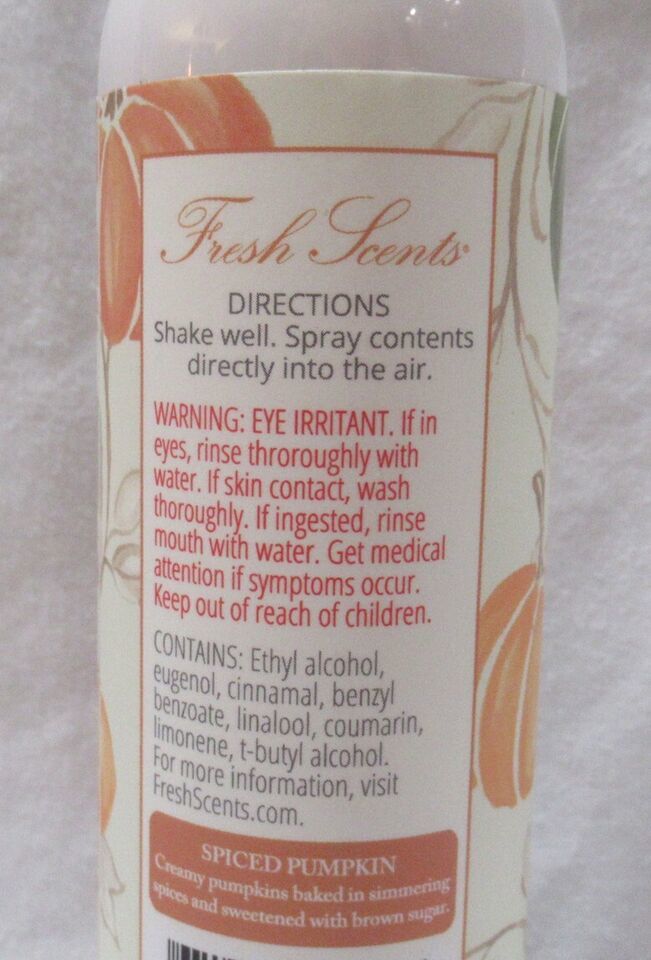 Fresh Scents
DIRECTIONS
Shake well. Spray contents
directly into the air.
WARNING: EYE IRRITANT. If in
eyes, rinse throroughly with
water. If skin contact, wash
thoroughly. If ingested, rinse
mouth with water. Get medical
attention if symptoms occur.
Keep out of reach of children.
CONTAINS: Ethyl alcohol,
eugenol, cinnamal, benzyl
benzoate, linalool, coumarin,
limonene, t-butyl alcohol.
For more information, visit
FreshScents.com.
SPICED PUMPKIN
Creamy pumpkins baked in simmering
spices and sweetened with brown sugar.